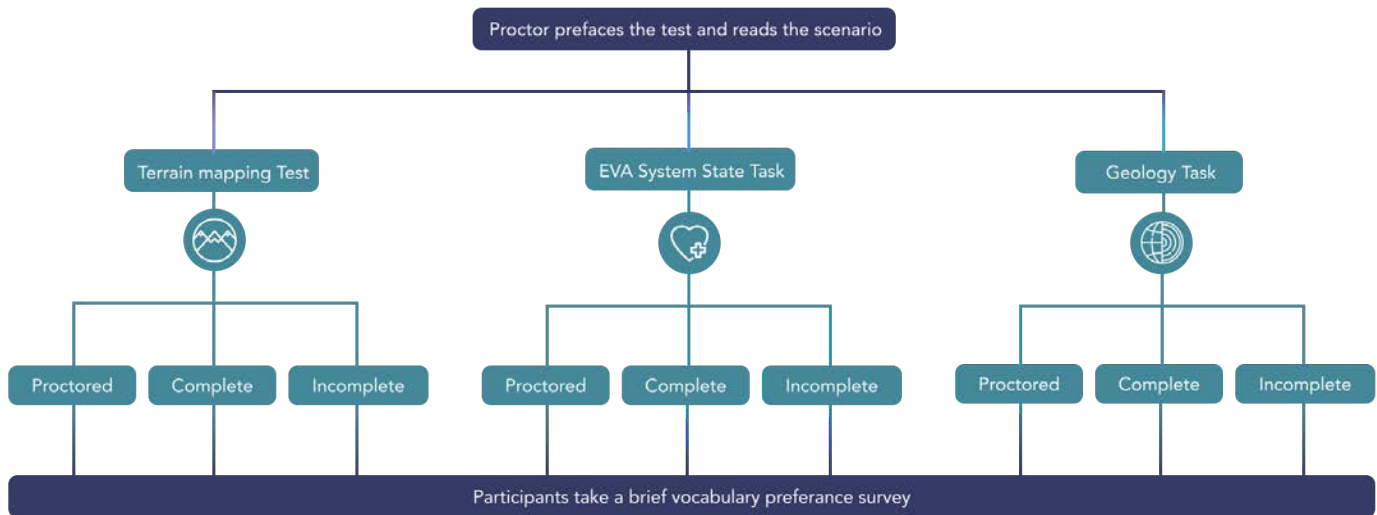 Proctor prefaces the test and reads the scenario
Terrain mapping Test
EVA System State Task
Geology Task
Proctored
Complete
Incomplete
Proctored
Complete
Incomplete
Proctored
Complete
Incomplete
Participants take a brief vocabulary preferance survey